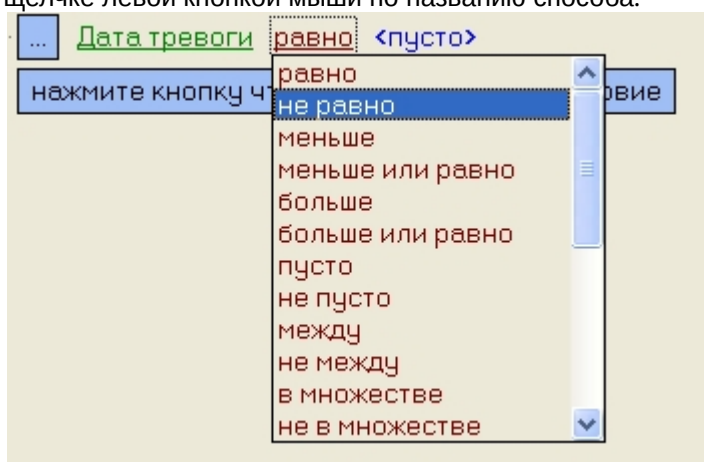 щелчке левой кнопкой мыши по названию способа.
... Дата тревоги равно <пусто>
нажмите кнопку ч овие
равно
не равно
меньше
меньше или равно
больше
больше или равно
пусто
не пусто
между
не между
в множестве
не в множестве